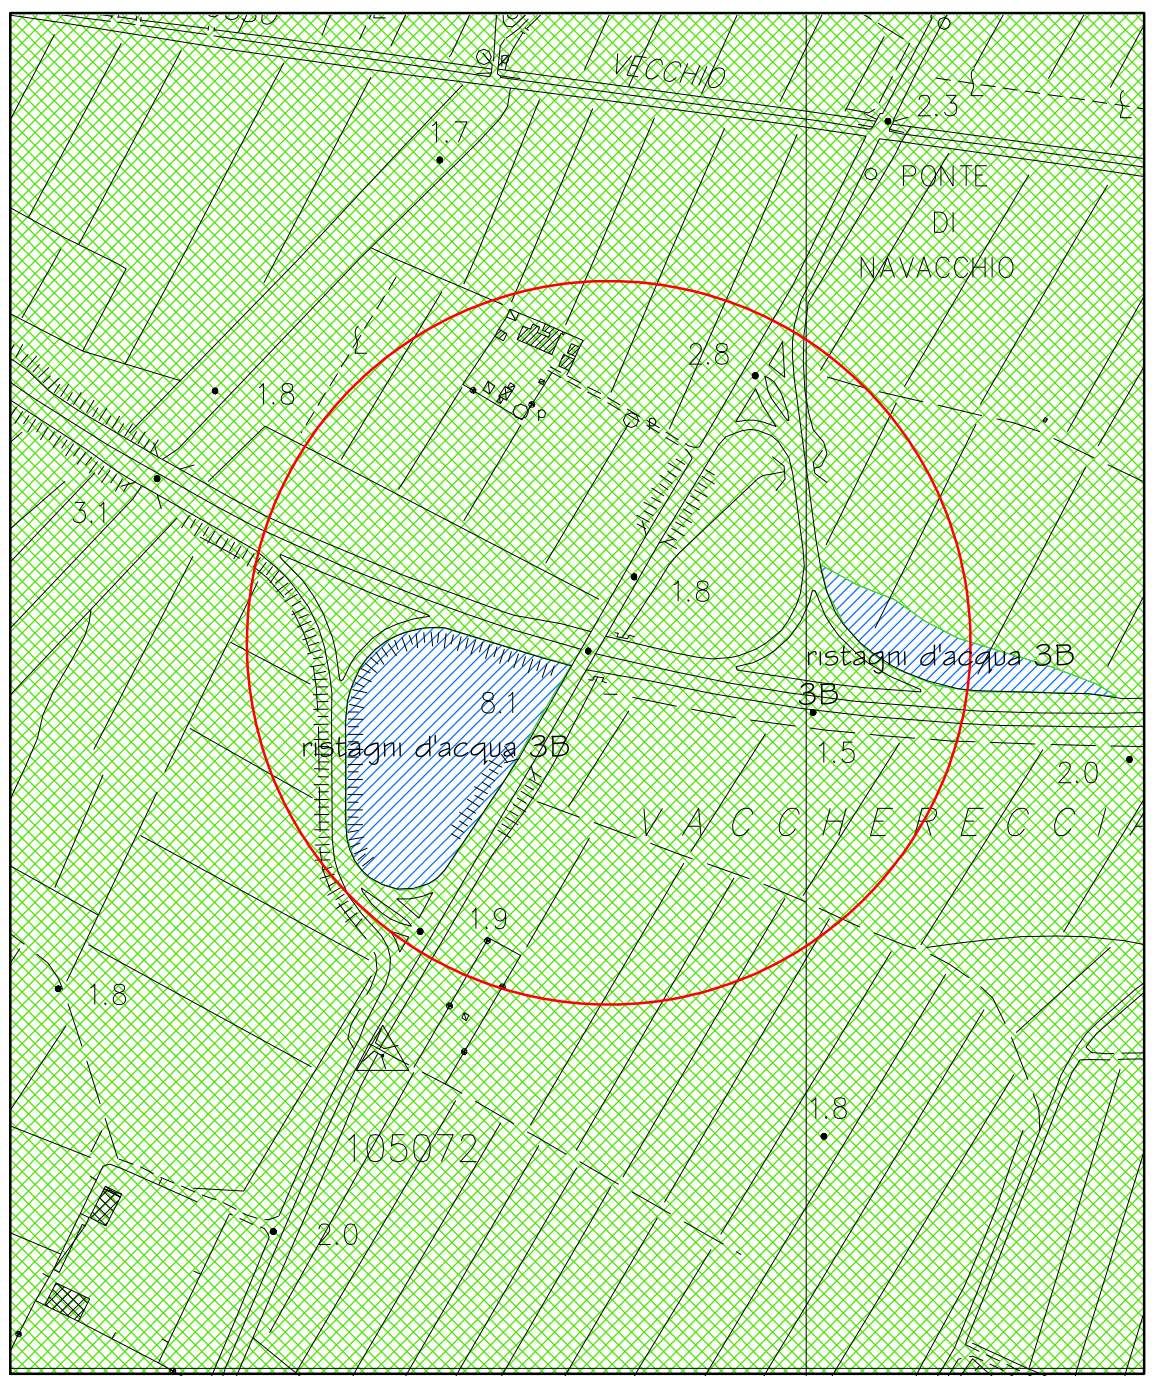 VECCHIO
p
2.3
1.7
PONTE
DI
NAVACCHIO
2.8
1.8
p
p
3.1
1.8
ristagni d'acqua 3B
3B
8.1
ristagni d'acqua 3B
1.5
2.0
VACCHERECCIA
1.9
1.8
1.8
105072
2.0